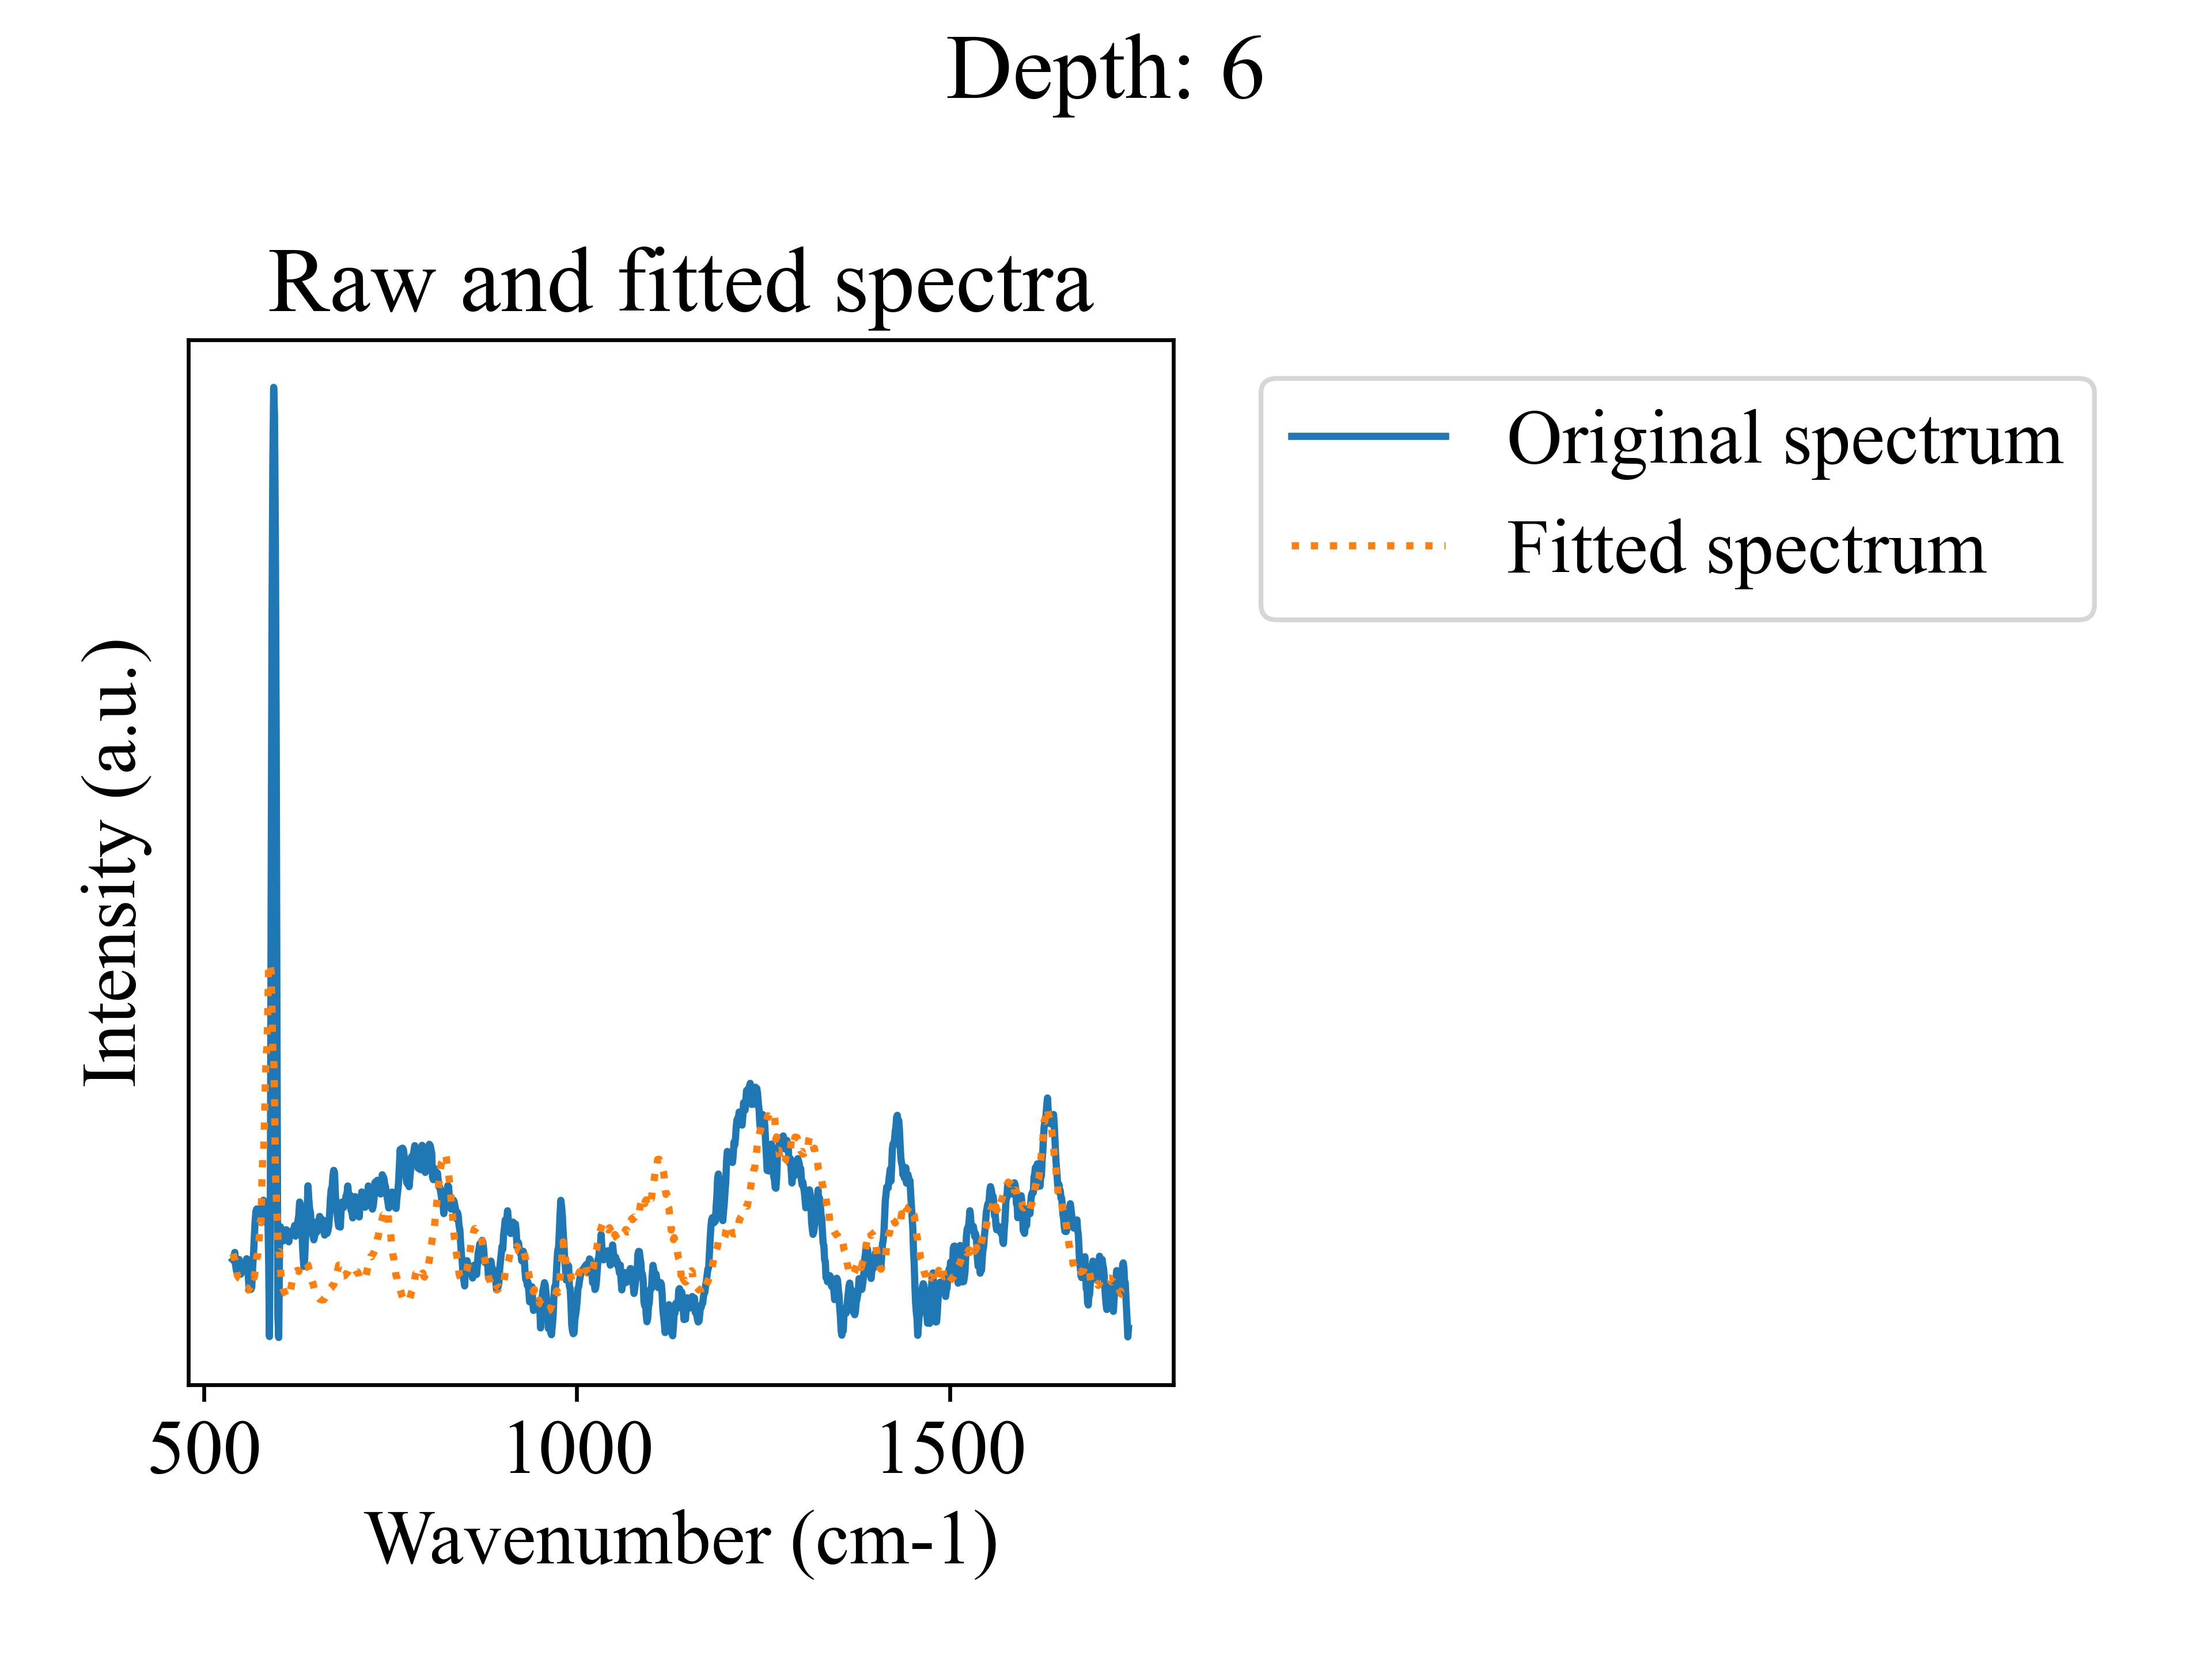 Depth: 6
Raw and fitted spectra
Original spectrum
Fitted spectrum
Intensity (a.u.)
500 1000 1500
Wavenumber (cm-1)